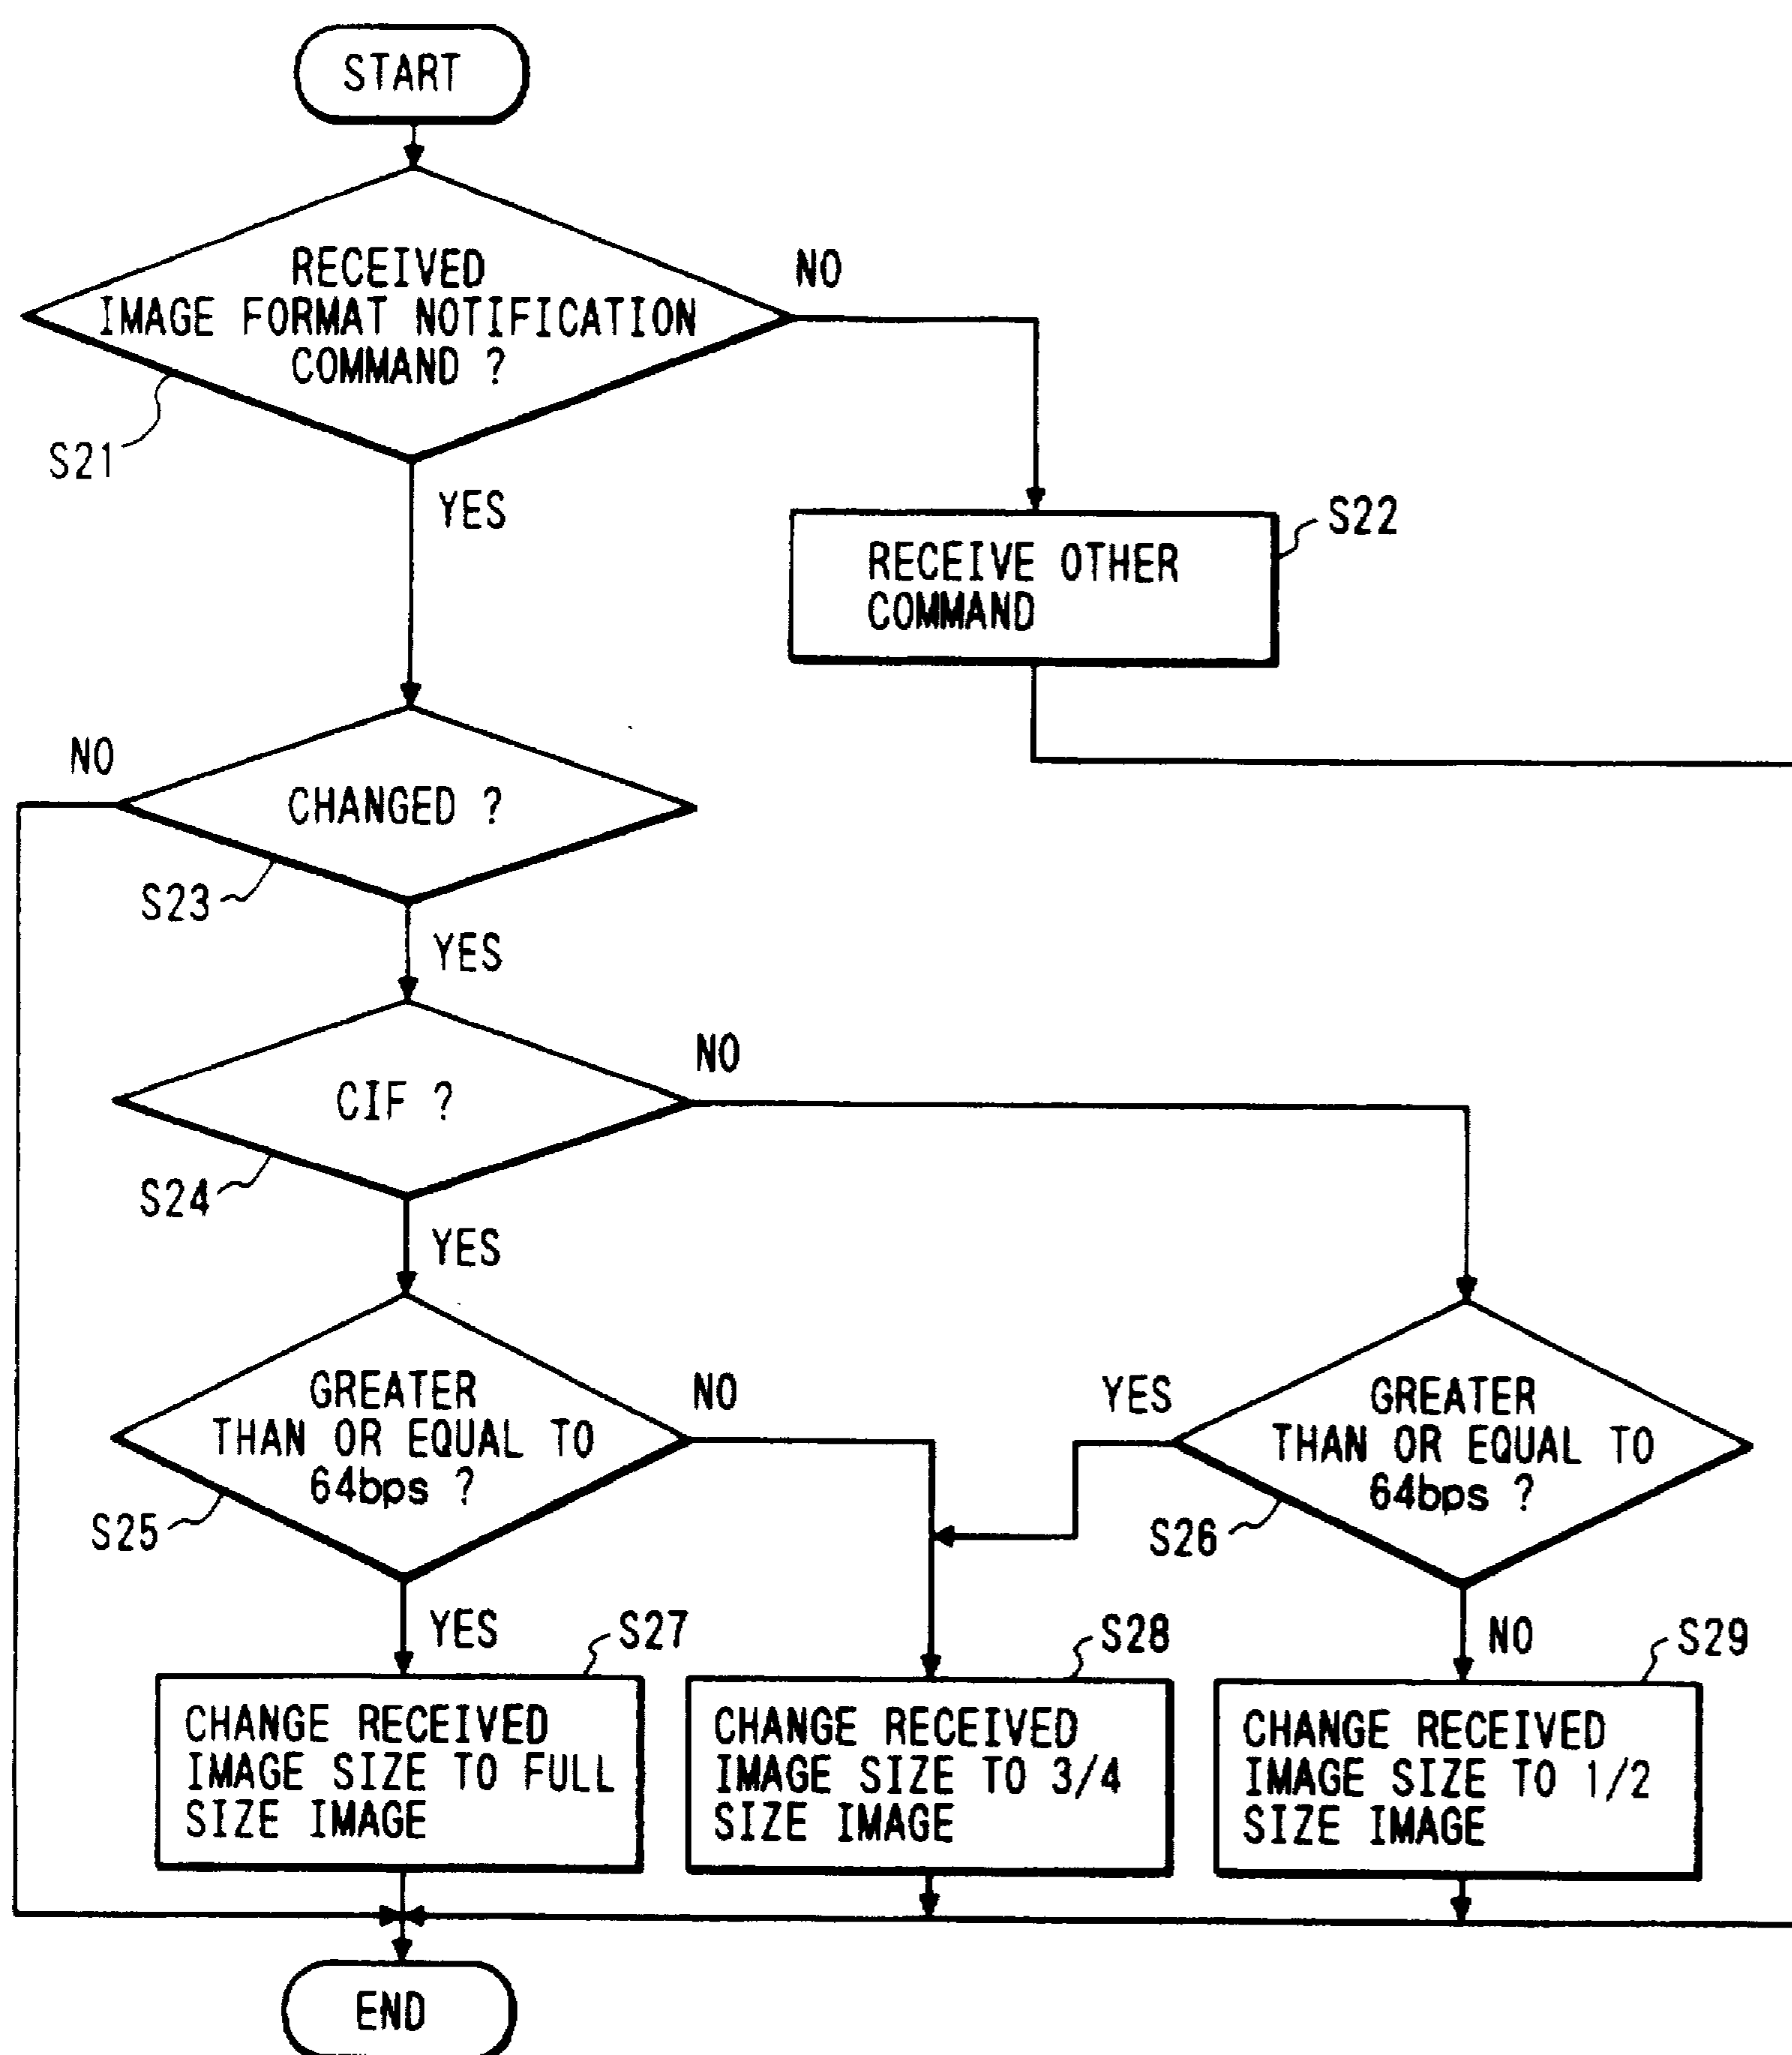 START
RECEIVED
IMAGE FORMAT NOTIFICATION
COMMAND ?
NO
S21
YES
S22
RECEIVE OTHER
COMMAND
NO
CHANGED ?
S23
YES
NO
CIF ?
S24
YES
GREATER
THAN OR EQUAL TO
64bps ?
NO
S25
YES
GREATER
THAN OR EQUAL TO
64bps ?
S26
YES
S27
CHANGE RECEIVED
IMAGE SIZE TO FULL
SIZE IMAGE
S28
CHANGE RECEIVED
IMAGE SIZE TO 3/4
SIZE IMAGE
NO
S29
CHANGE RECEIVED
IMAGE SIZE TO 1/2
SIZE IMAGE
END